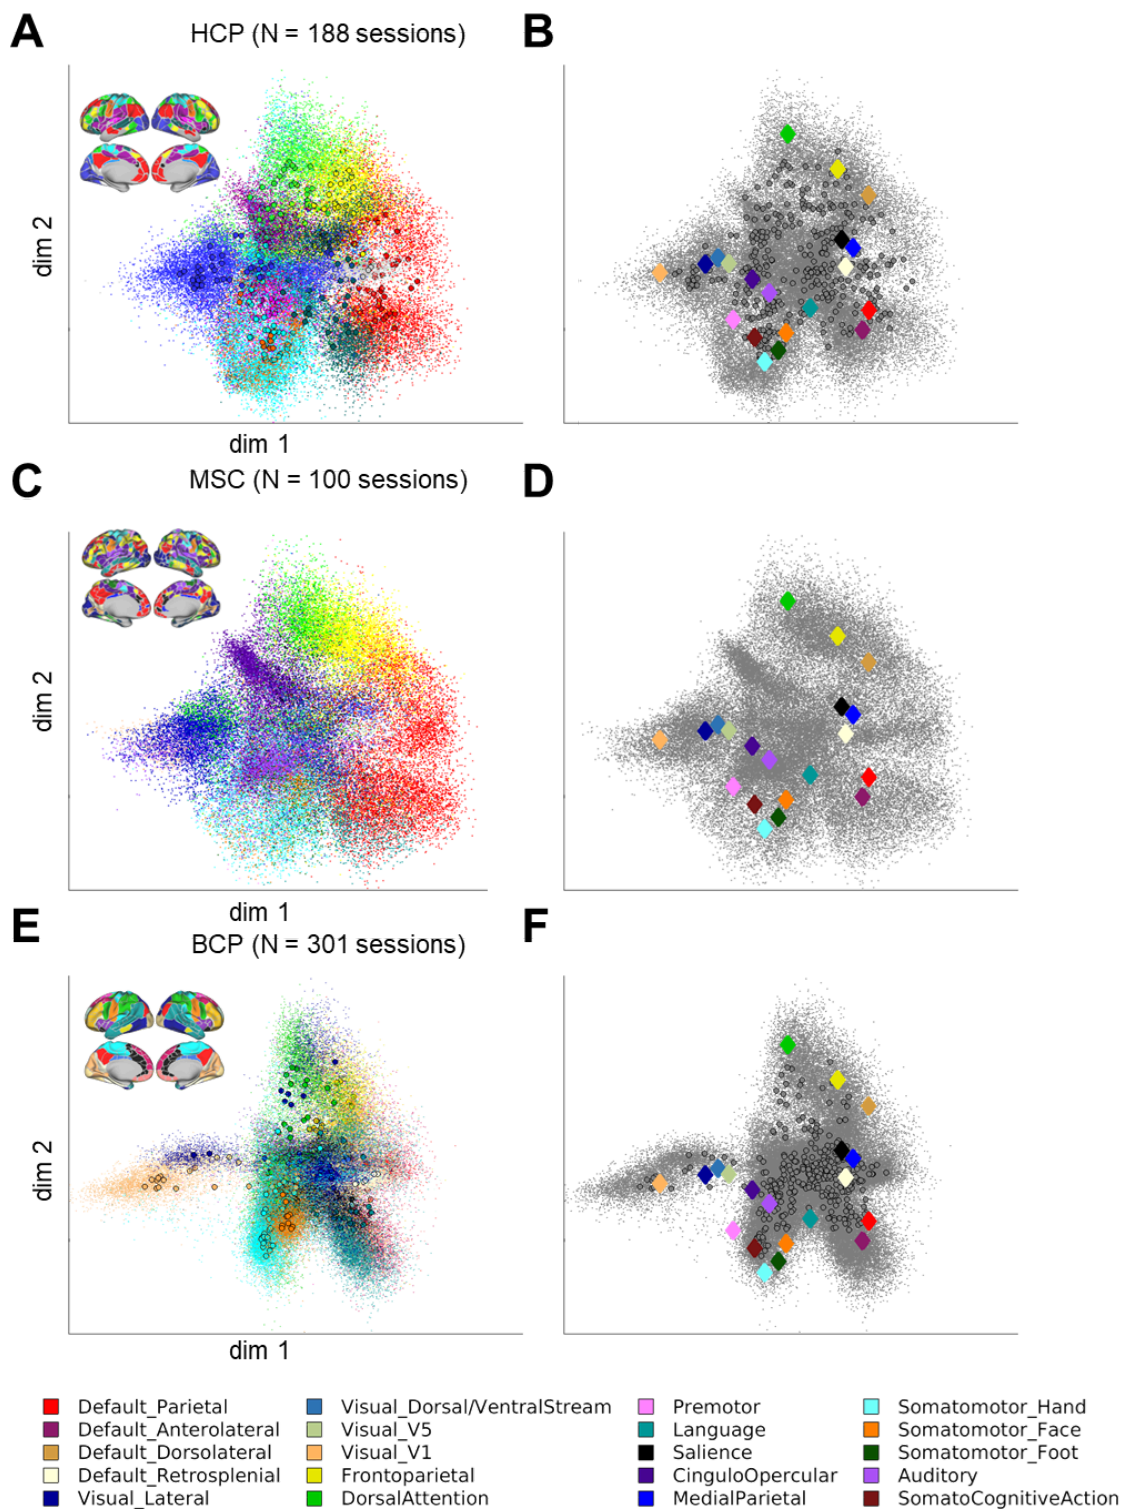 A HCP (N = 188 sessions) B
dim 2
dim 1
C MSC (N = 100 sessions) D
dim 2
dim 1
E BCP (N = 301 sessions) F
dim 2
dim 1
Default_Parietal Visual_Dorsal/VentralStream Premotor Somatomotor_Hand
Default_Anterolateral Visual_V5 Language Somatomotor_Face
Default_Dorsolateral Visual_V1 Salience Somatomotor_Foot
Default_Retrosplenial Frontoparietal CinguloOpercular Auditory
Visual_Lateral DorsalAttention MedialParietal SomatoCognitiveAction